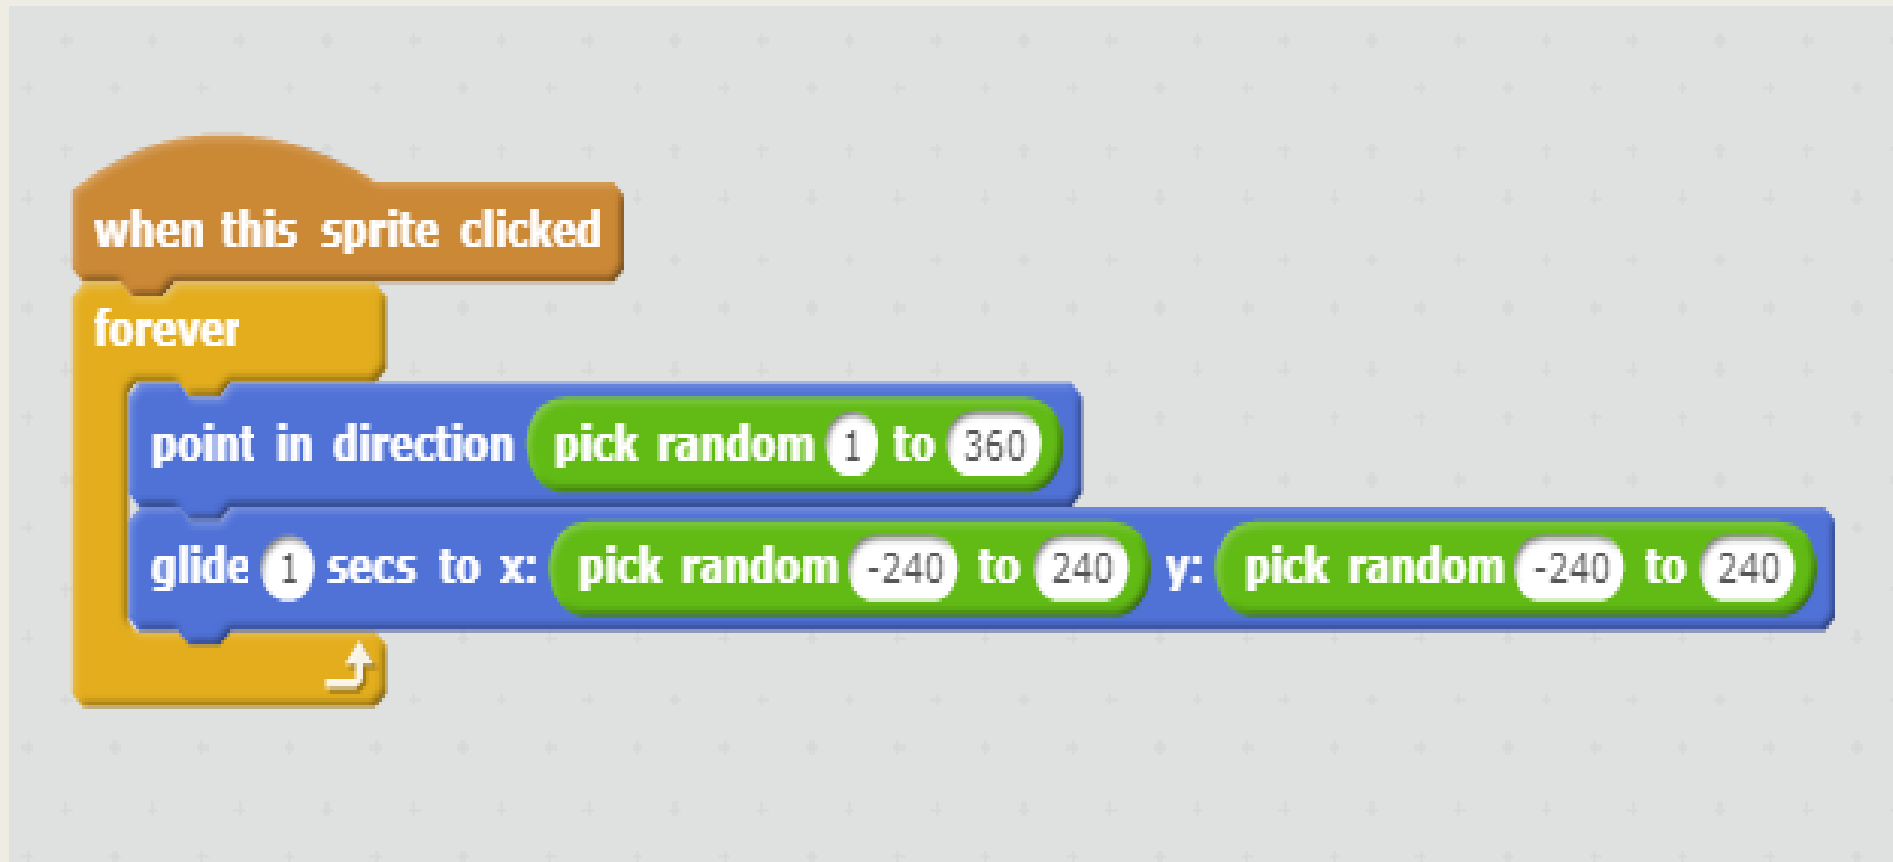 when this sprite clicked
forever
point in direction pick random 1 to 360
glide 1 secs to x: pick random -240 to 240 y: pick random -240 to 240